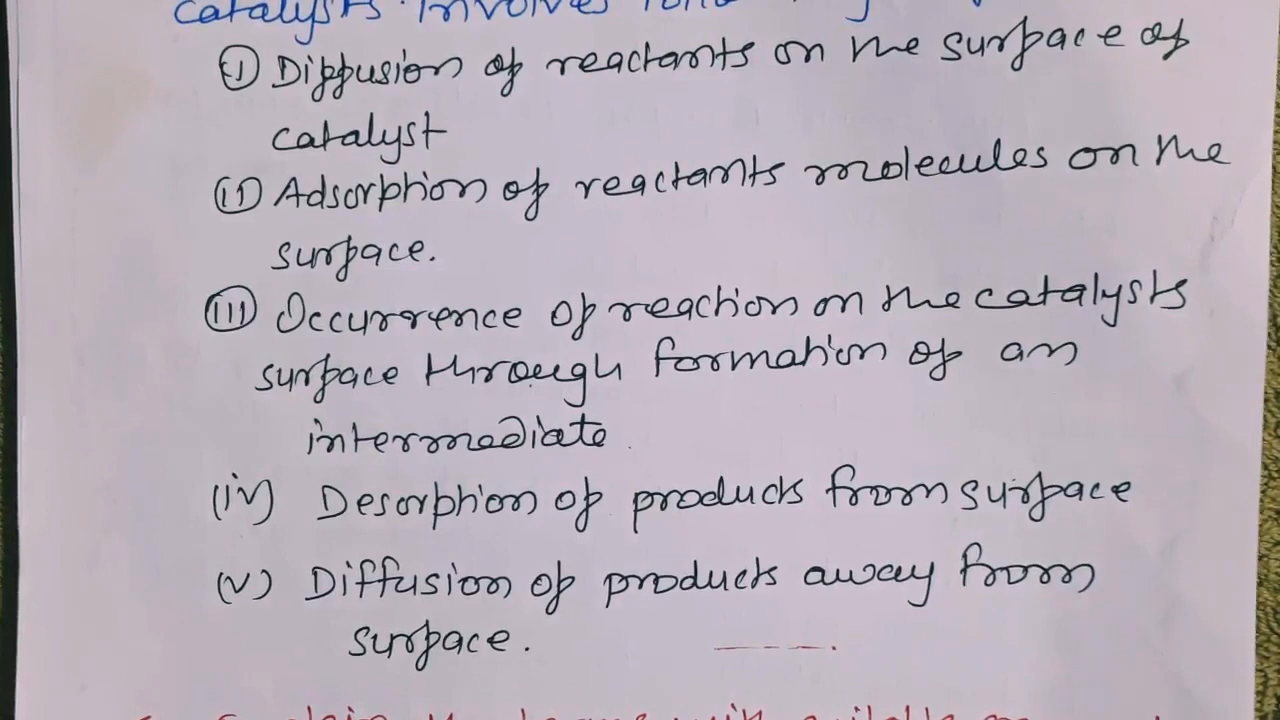 catalysts involves
(i) Diffusion of reactants on the surface of
catalyst
(ii) Adsorption of reactants molecules on the
surface.
(iii) Occurrence of reaction on the catalysts
surface through formation of an
intermediate
(iv) Desorption of products from surface
(v) Diffusion of products away from
surface.